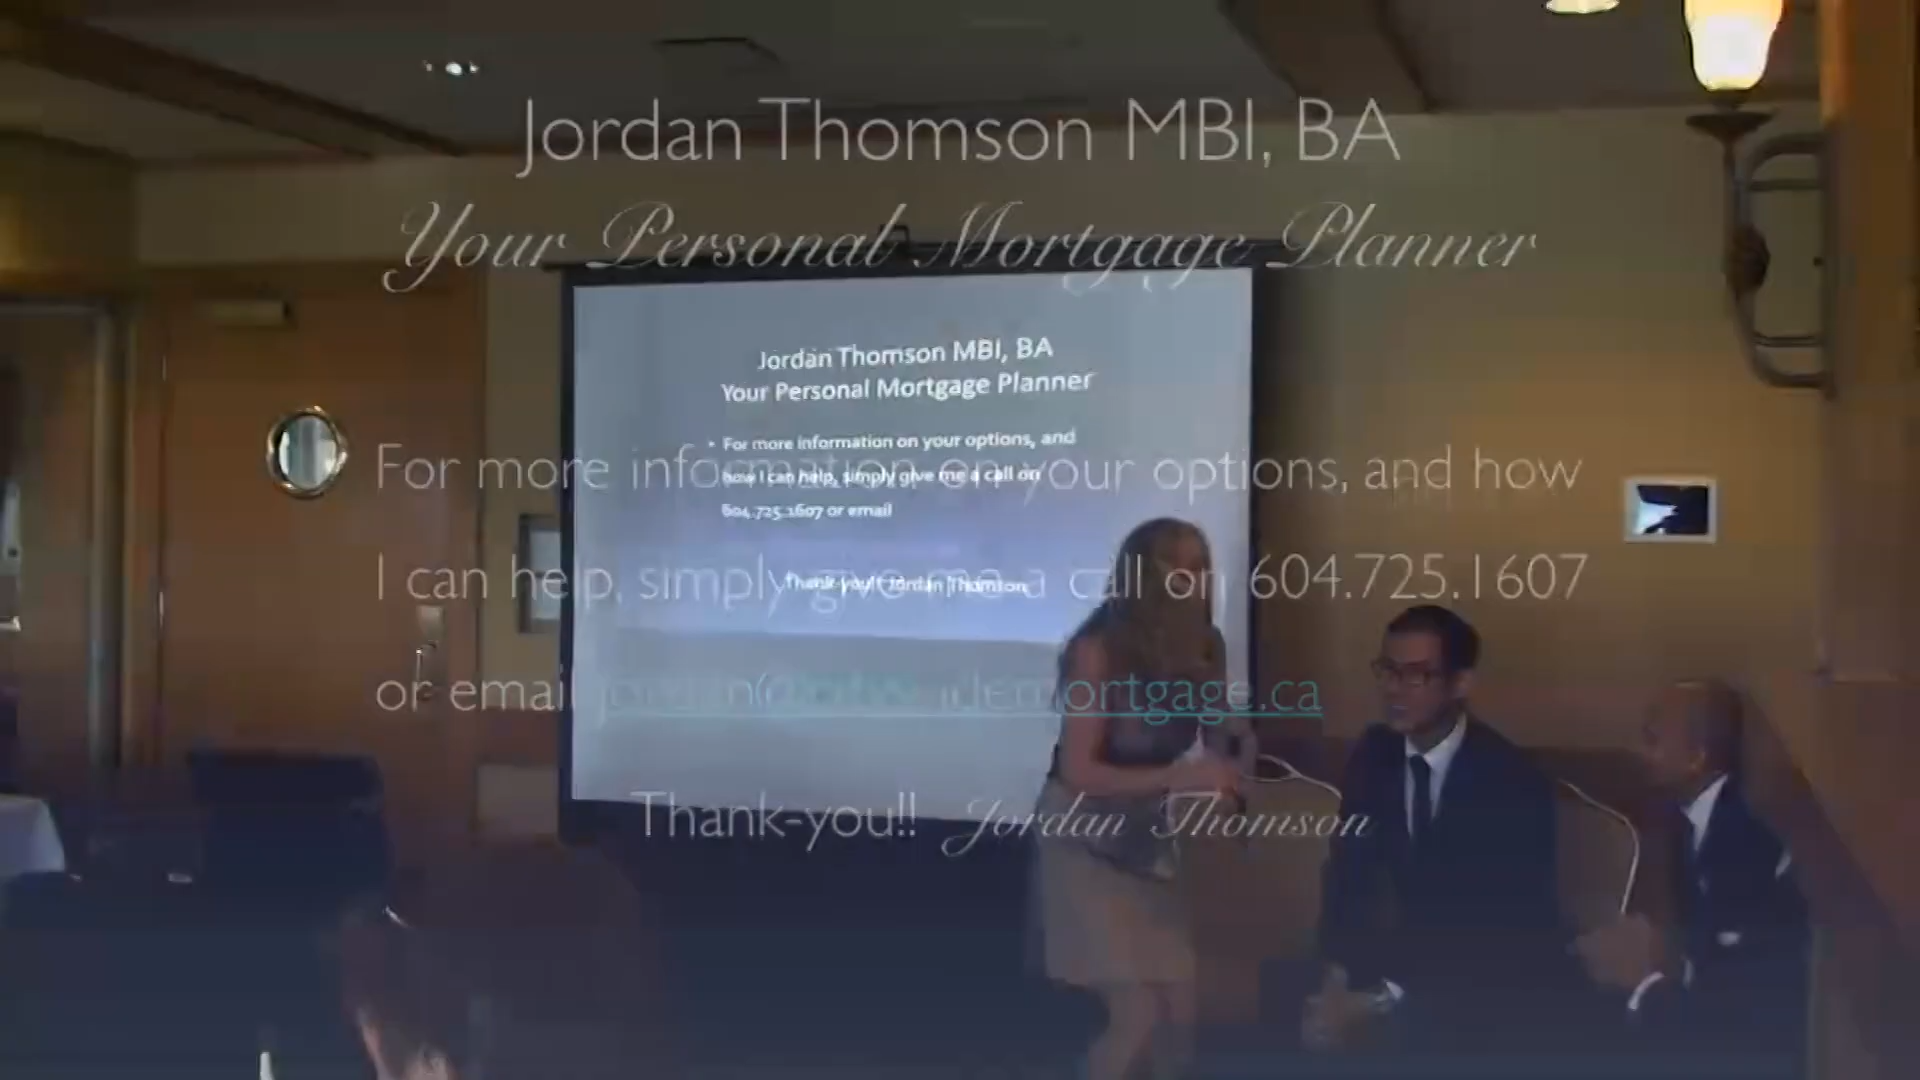 Jordan Thomson MBI, BA
Your Personal Mortgage Planner
For more information on your options, and how
I can help, simply give me a call on 604.725.1607
or email
Thank-you!! Jordan Thomson
Jordan Thomson MBI, BA
Your Personal Mortgage Planner
• For more information on your options, and
how I can help, simply give me a call on
604.725.1607 or email
Thank-you!! Jordan Thomson